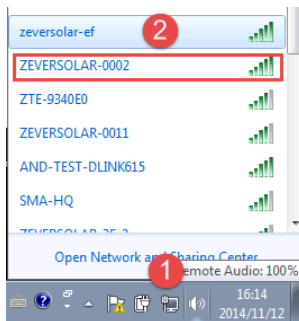 zeversolar-ef
2
ZEVERSOLAR-0002
ZTE-9340E0
ZEVERSOLAR-0011
AND-TEST-DLINK615
SMA-HQ
Open Network and Sharing Center
1
emote Audio: 100%
16:14
2014/11/12